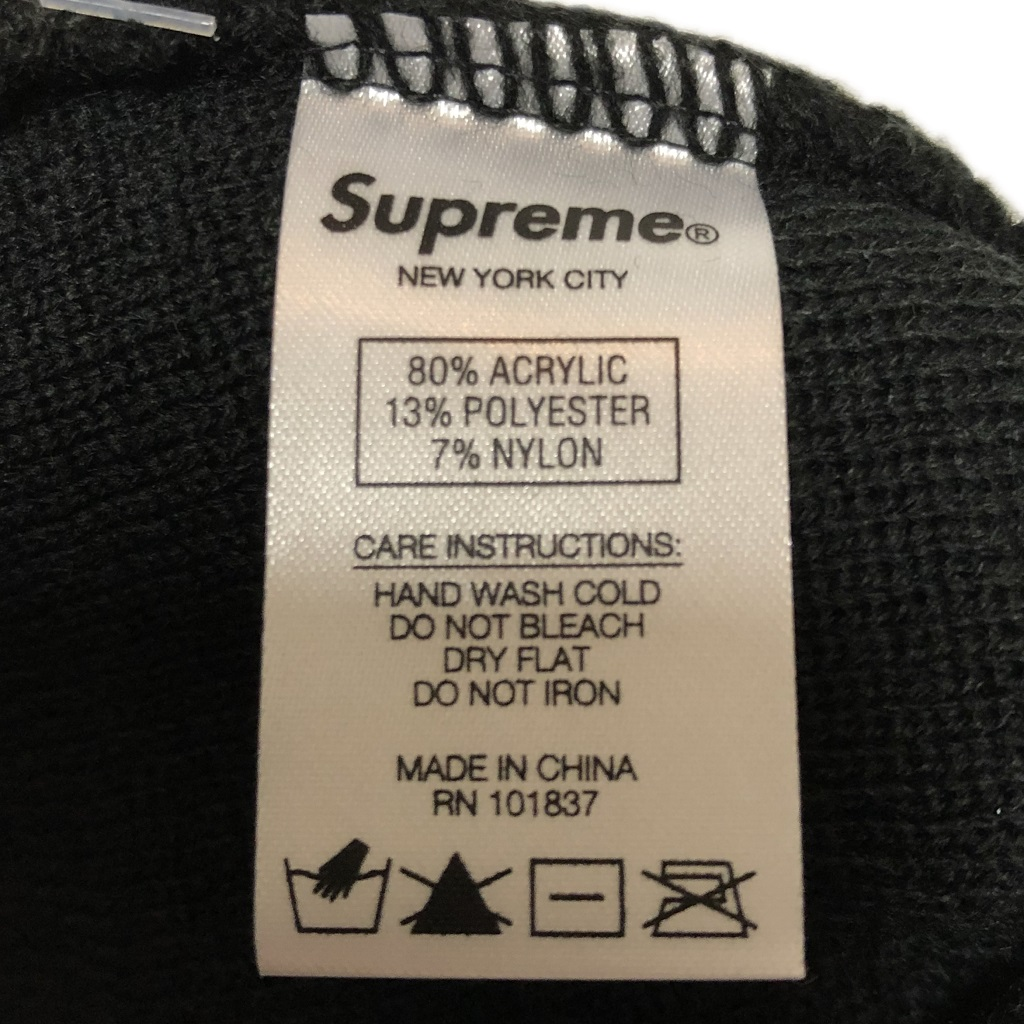 Supreme®
NEW YORK CITY
80% ACRYLIC
13% POLYESTER
7% NYLON
CARE INSTRUCTIONS:
HAND WASH COLD
DO NOT BLEACH
DRY FLAT
DO NOT IRON
MADE IN CHINA
RN 101837